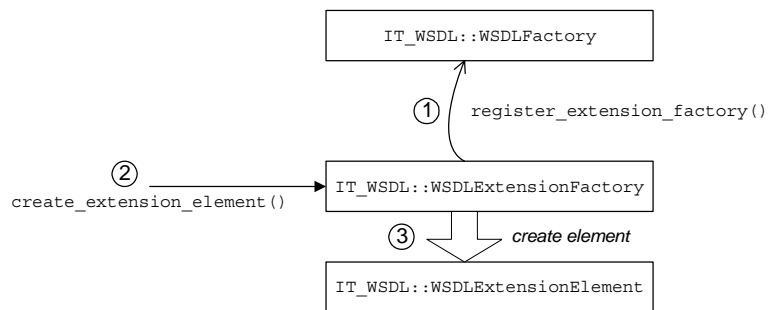 IT_WSDL::WSDLFactory
1
register_extension_factory()
2
create_extension_element()
IT_WSDL::WSDLExtensionFactory
3
create element
IT_WSDL::WSDLExtensionElement